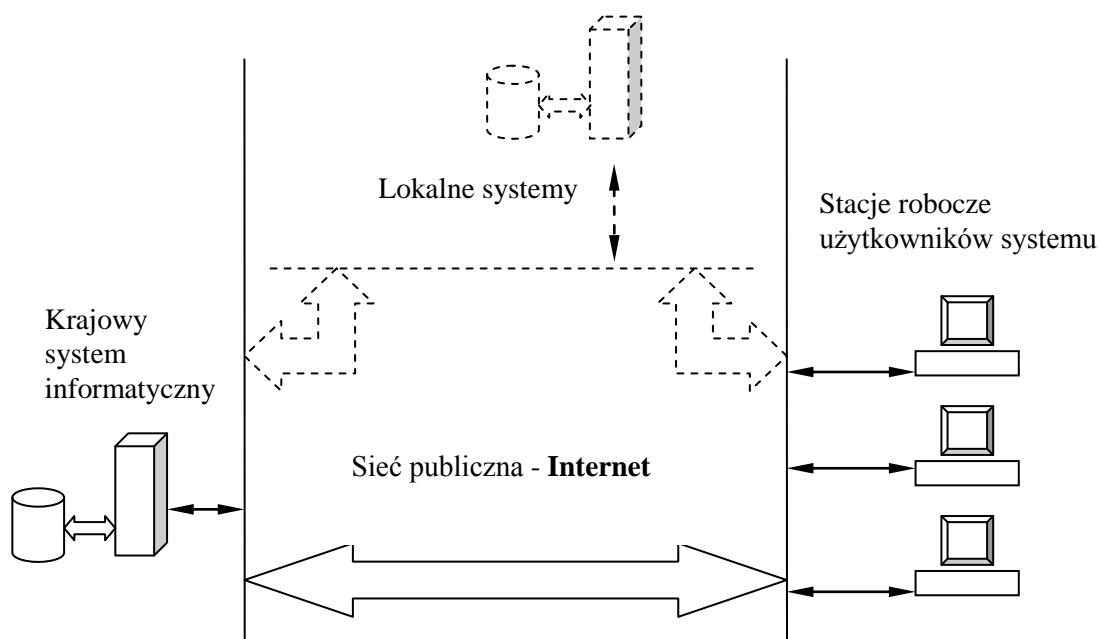 Lokalne systemy
Stacje robocze
użytkowników systemu
Krajowy
system
informatyczny
Sieć publiczna - Internet